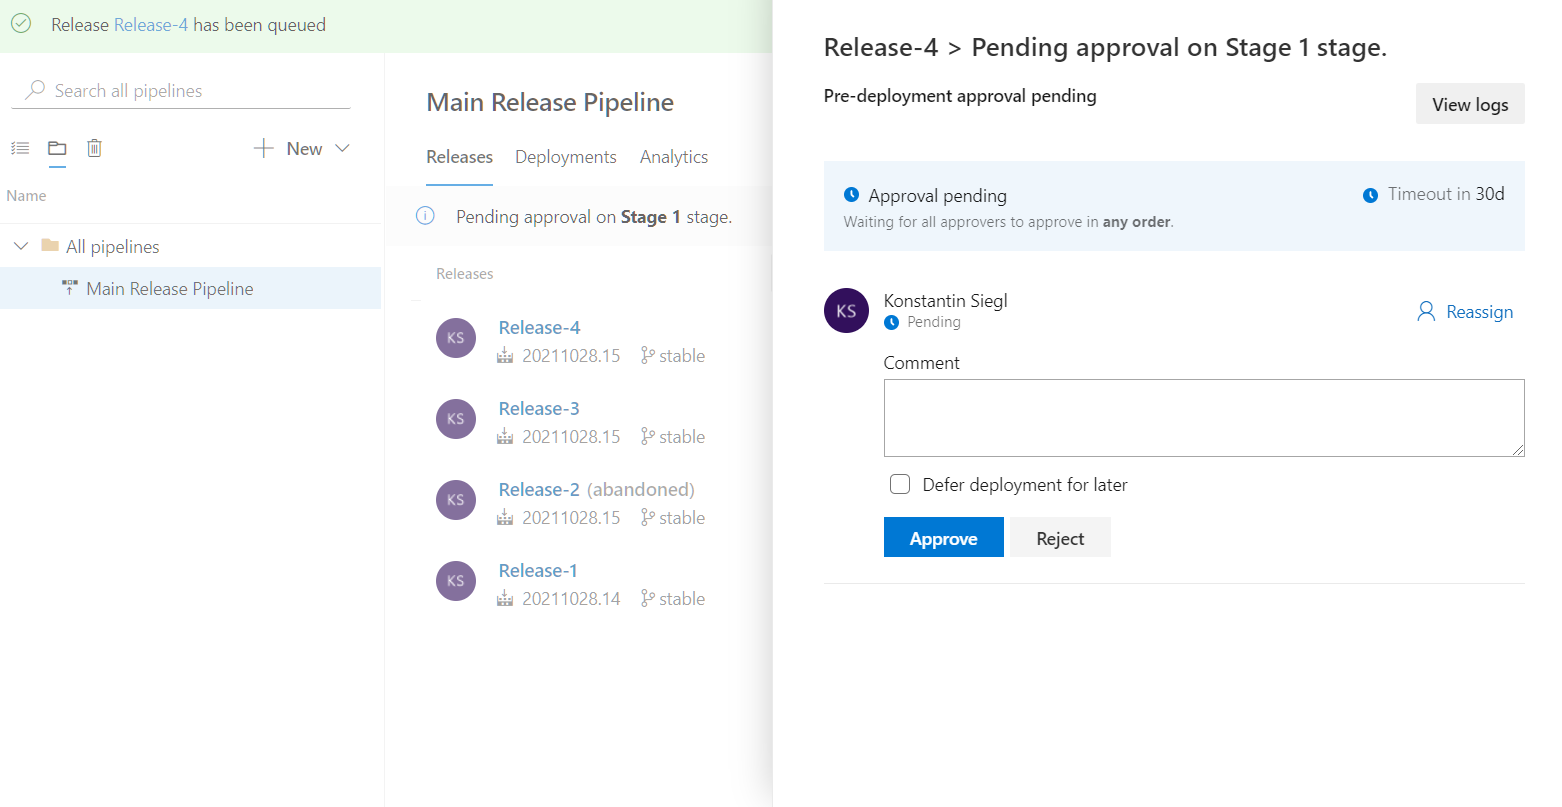 Release Release-4 has been queued
Search all pipelines
New
Name
All pipelines
Main Release Pipeline
Main Release Pipeline
Releases Deployments Analytics
Pending approval on Stage 1 stage.
Releases
KS
Release-4
20211028.15 stable
KS
Release-3
20211028.15 stable
KS
Release-2 (abandoned)
20211028.15 stable
KS
Release-1
20211028.14 stable
Release-4 > Pending approval on Stage 1 stage.
Pre-deployment approval pending
View logs
Approval pending
Timeout in 30d
Waiting for all approvers to approve in any order.
KS
Konstantin Siegl
Pending
Reassign
Comment
Defer deployment for later
Approve
Reject